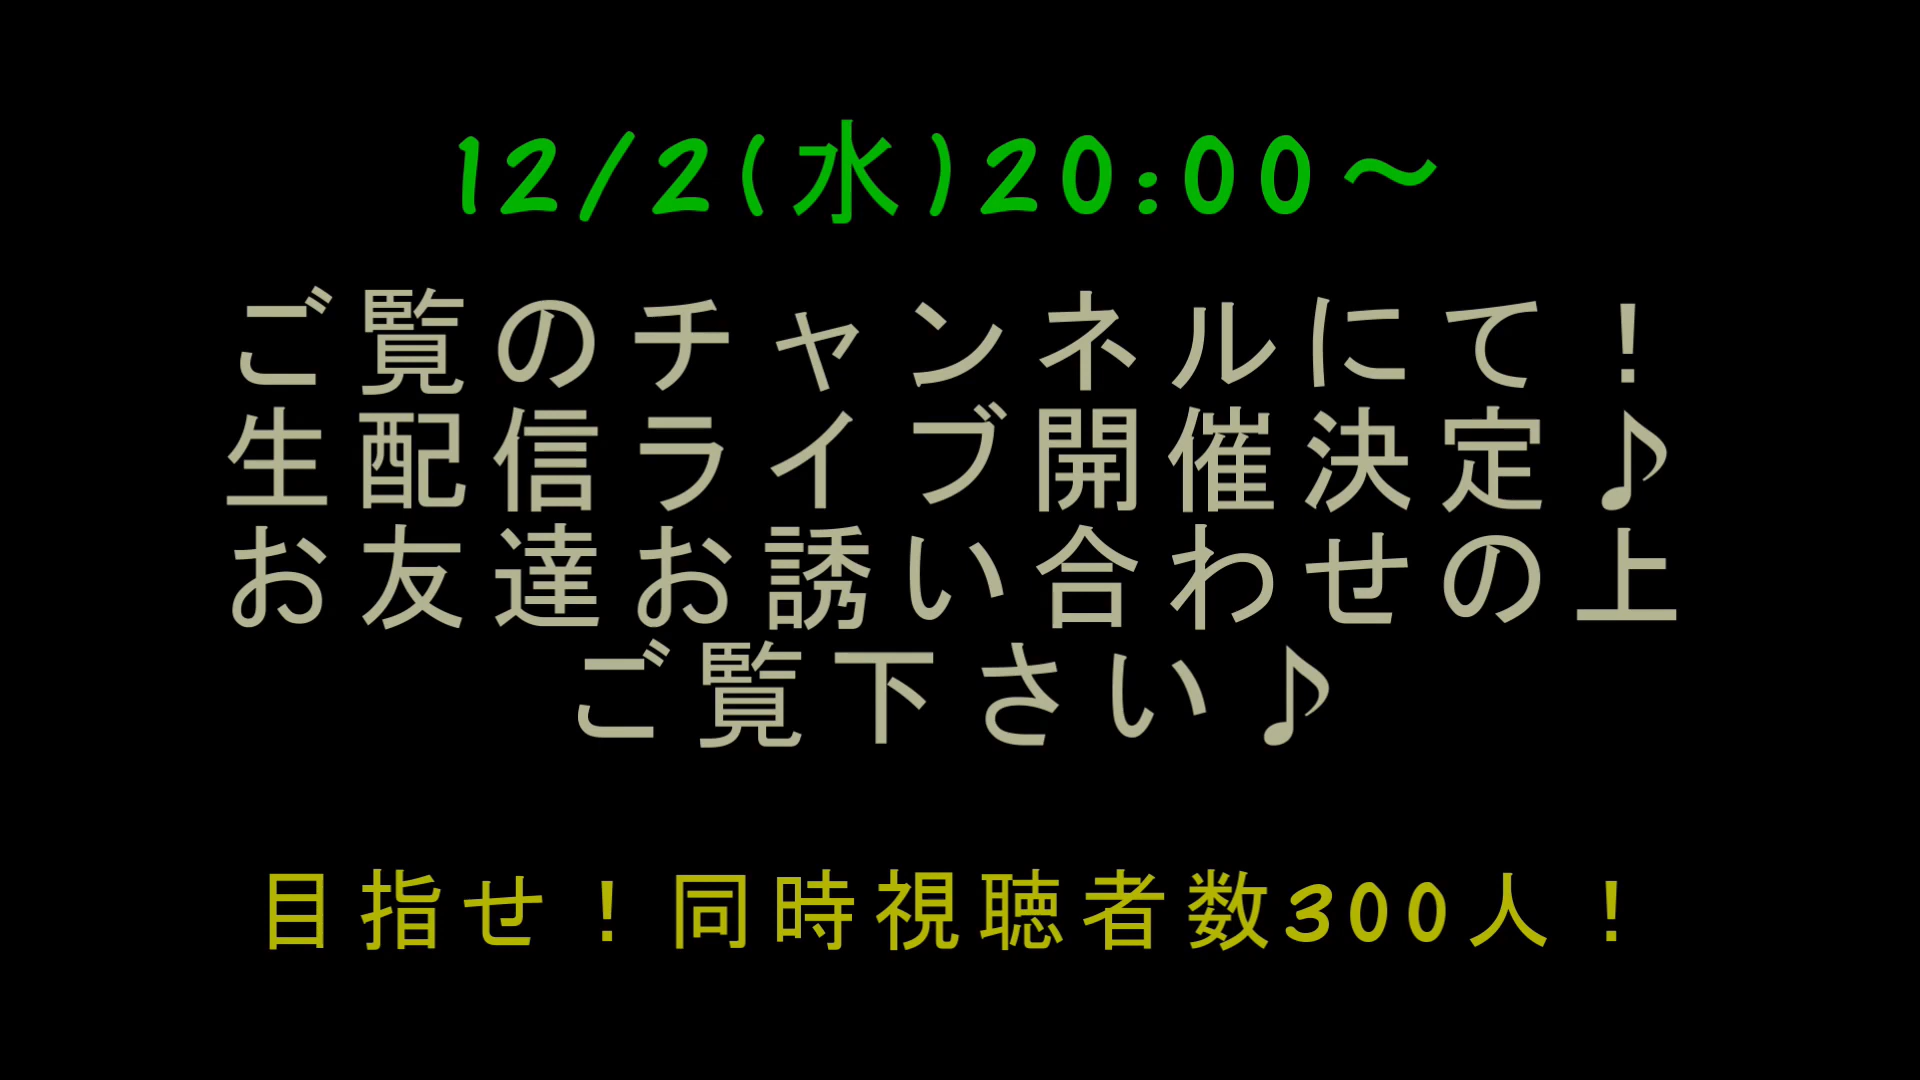 12/2(水)20:00～
ご覧のチャンネルにて！
生配信ライブ開催決定♪
お友達お誘い合わせの上
ご覧下さい♪
目指せ！同時視聴者数300人！